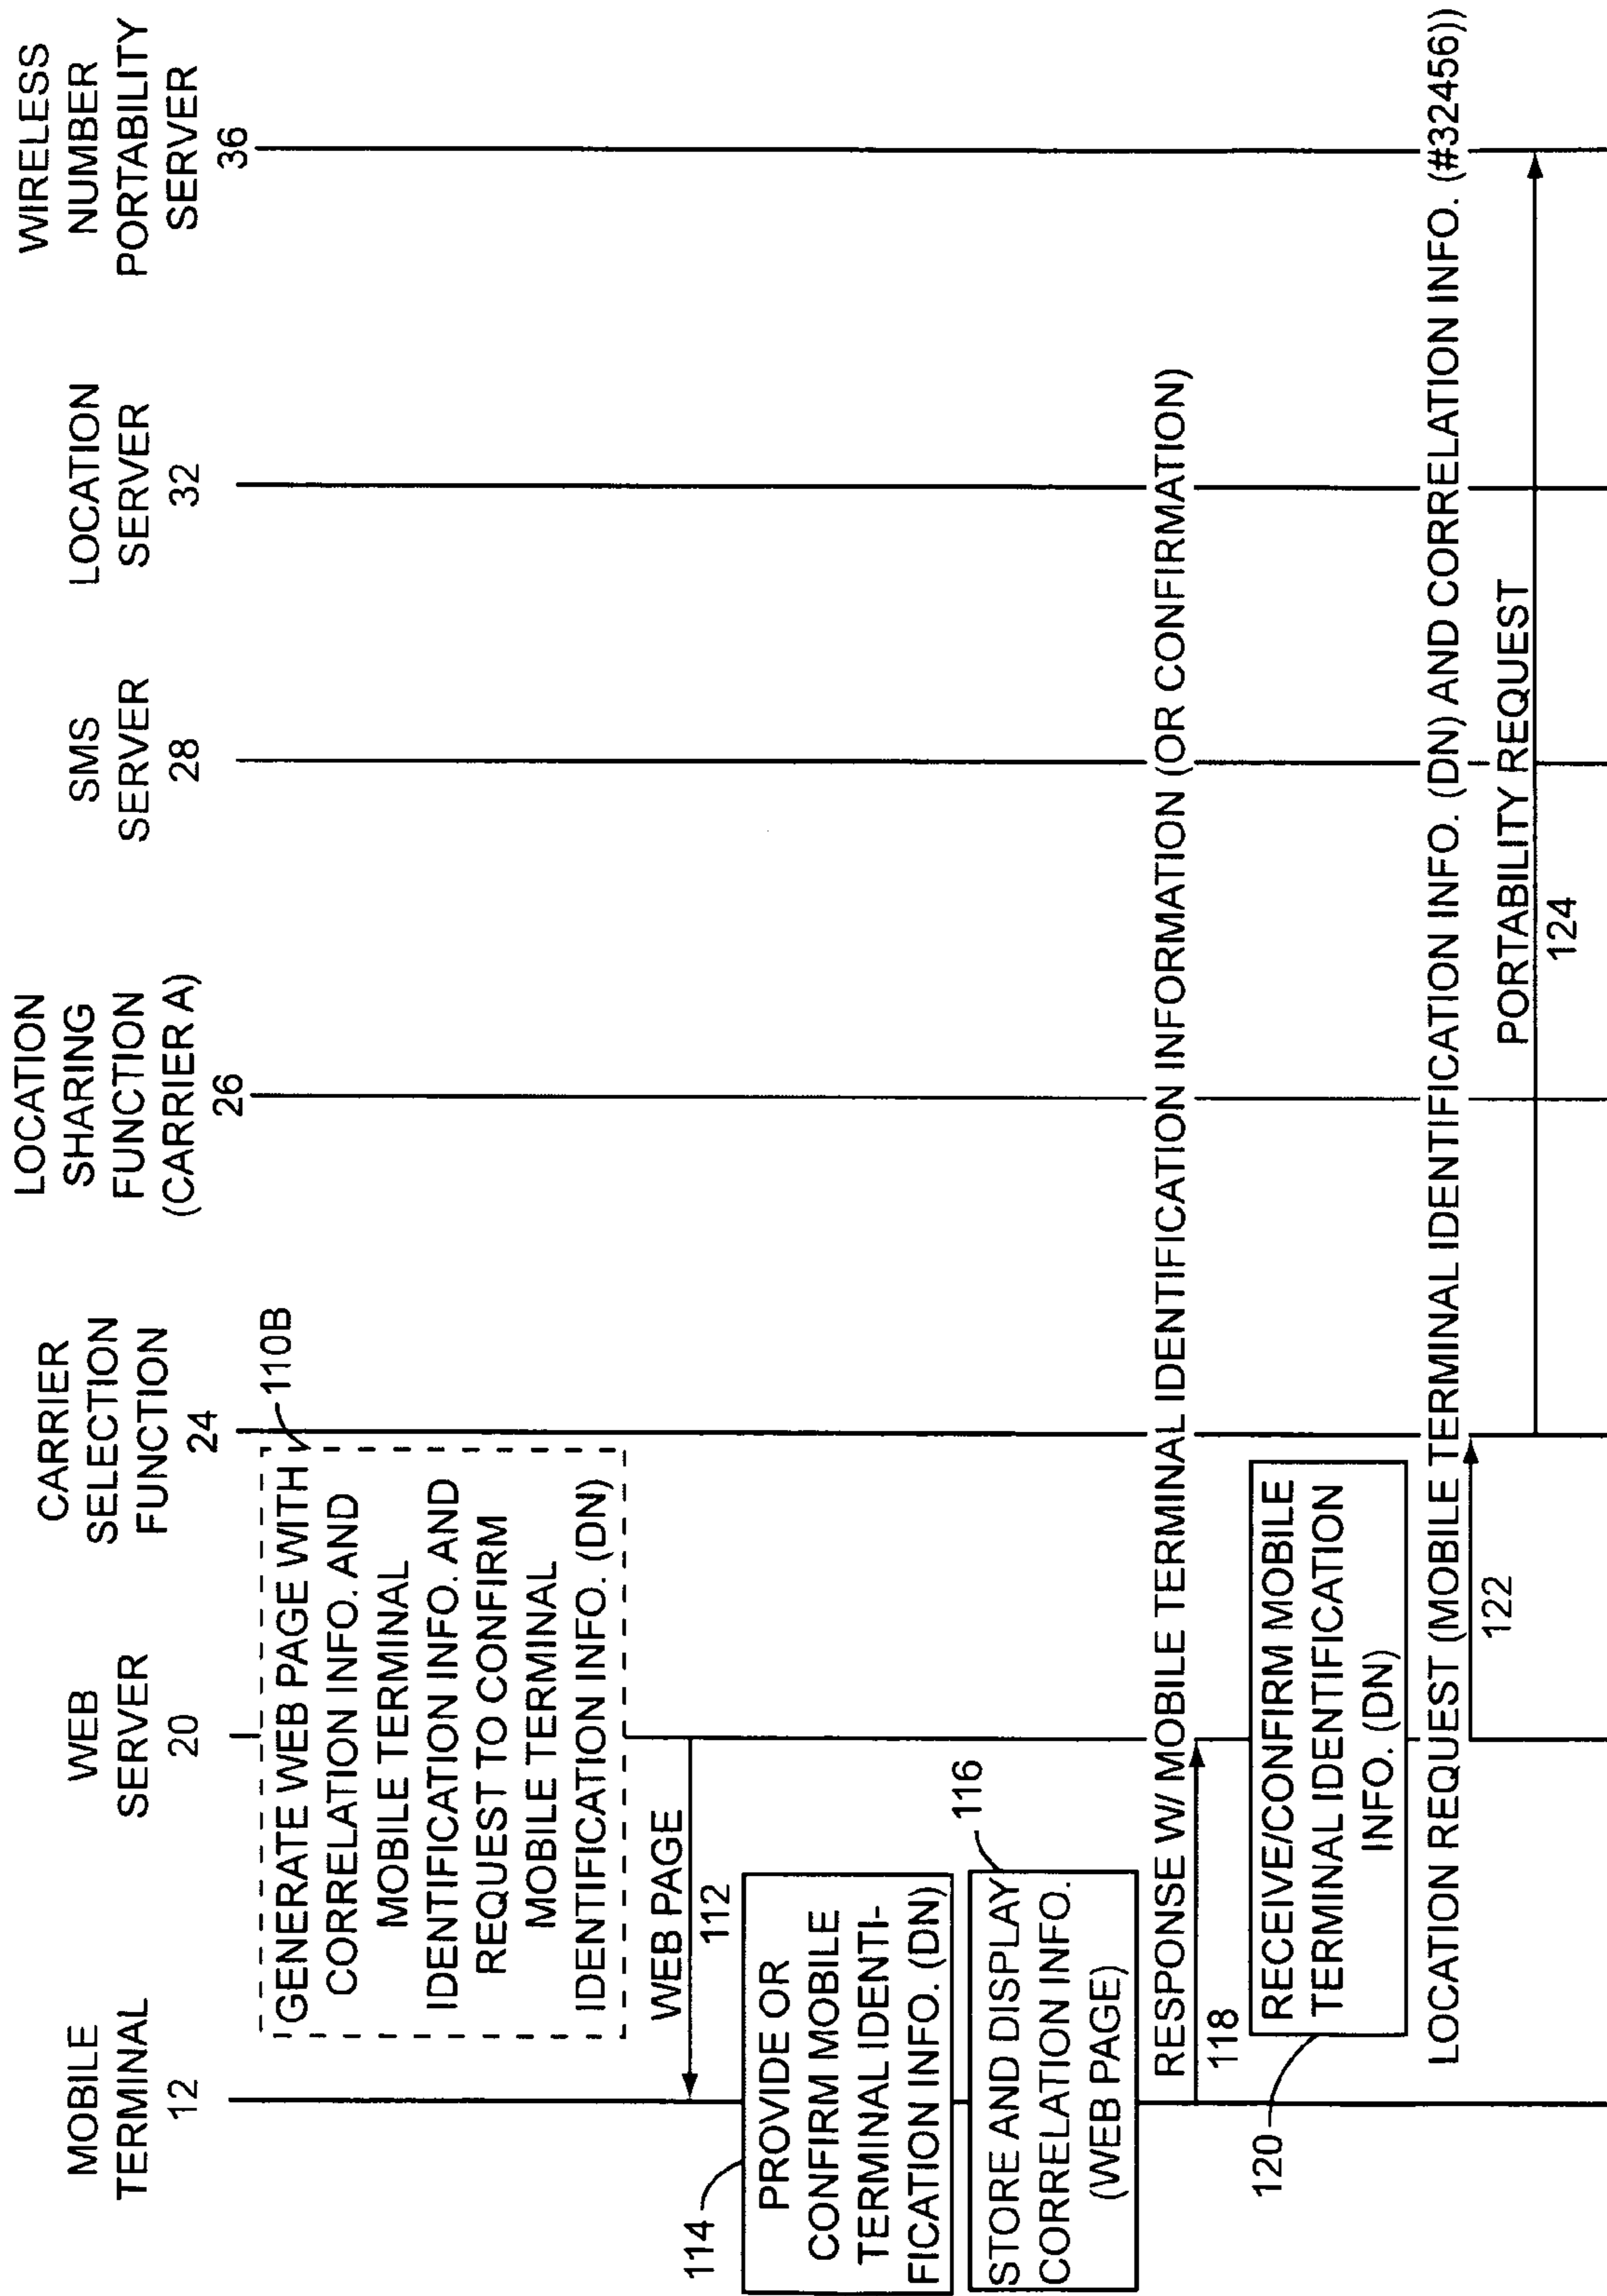 MOBILE
TERMINAL
12
WEB
SERVER
20
CARRIER
SELECTION
FUNCTION
24
LOCATION
SHARING
FUNCTION
(CARRIER A)
26
SMS
SERVER
28
LOCATION
SERVER
32
WIRELESS
NUMBER
PORTABILITY
SERVER
36
110B
GENERATE WEB PAGE WITH
CORRELATION INFO. AND
MOBILE TERMINAL
IDENTIFICATION INFO. AND
REQUEST TO CONFIRM
MOBILE TERMINAL
IDENTIFICATION INFO. (DN)
WEB PAGE
112
114
PROVIDE OR
CONFIRM MOBILE
TERMINAL IDENTI-
FICATION INFO. (DN)
116
STORE AND DISPLAY
CORRELATION INFO.
(WEB PAGE)
RESPONSE W/ MOBILE TERMINAL IDENTIFICATION INFORMATION (OR CONFIRMATION)
118
120
RECEIVE/CONFIRM MOBILE
TERMINAL IDENTIFICATION
INFO. (DN)
LOCATION REQUEST (MOBILE TERMINAL IDENTIFICATION INFO. (DN) AND CORRELATION INFO. (#32456))
122
PORTABILITY REQUEST
124